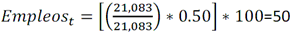 Empleos_t = [(21,083/21,083) * 0.50] * 100=50